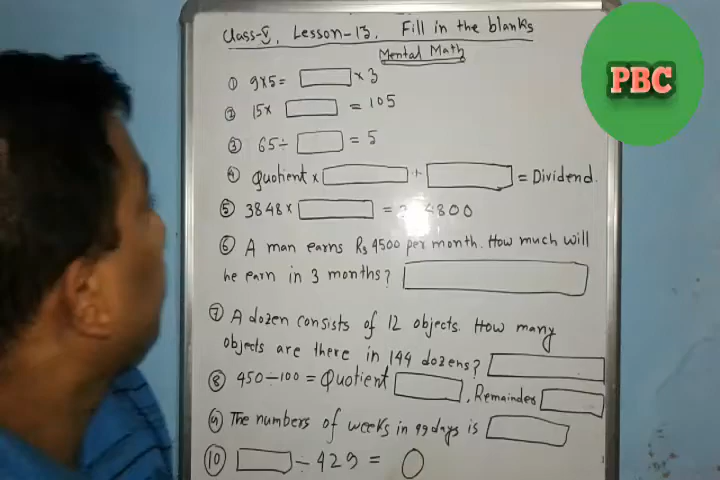 Class-V, Lesson-13, Fill in the blanks
Mental Math
PBC
① 9×5= × 3
② 15× = 105
③ 65÷ = 5
④ Quotient × + = Dividend.
⑤ 3848× = 4800
⑥ A man earns Rs 4500 per month. How much will
he earn in 3 months?
⑦ A dozen consists of 12 objects. How many
objects are there in 144 dozens?
⑧ 450÷100 = Quotient , Remainder
⑨ The numbers of weeks in 99 days is
⑩ ÷ 429 = 0